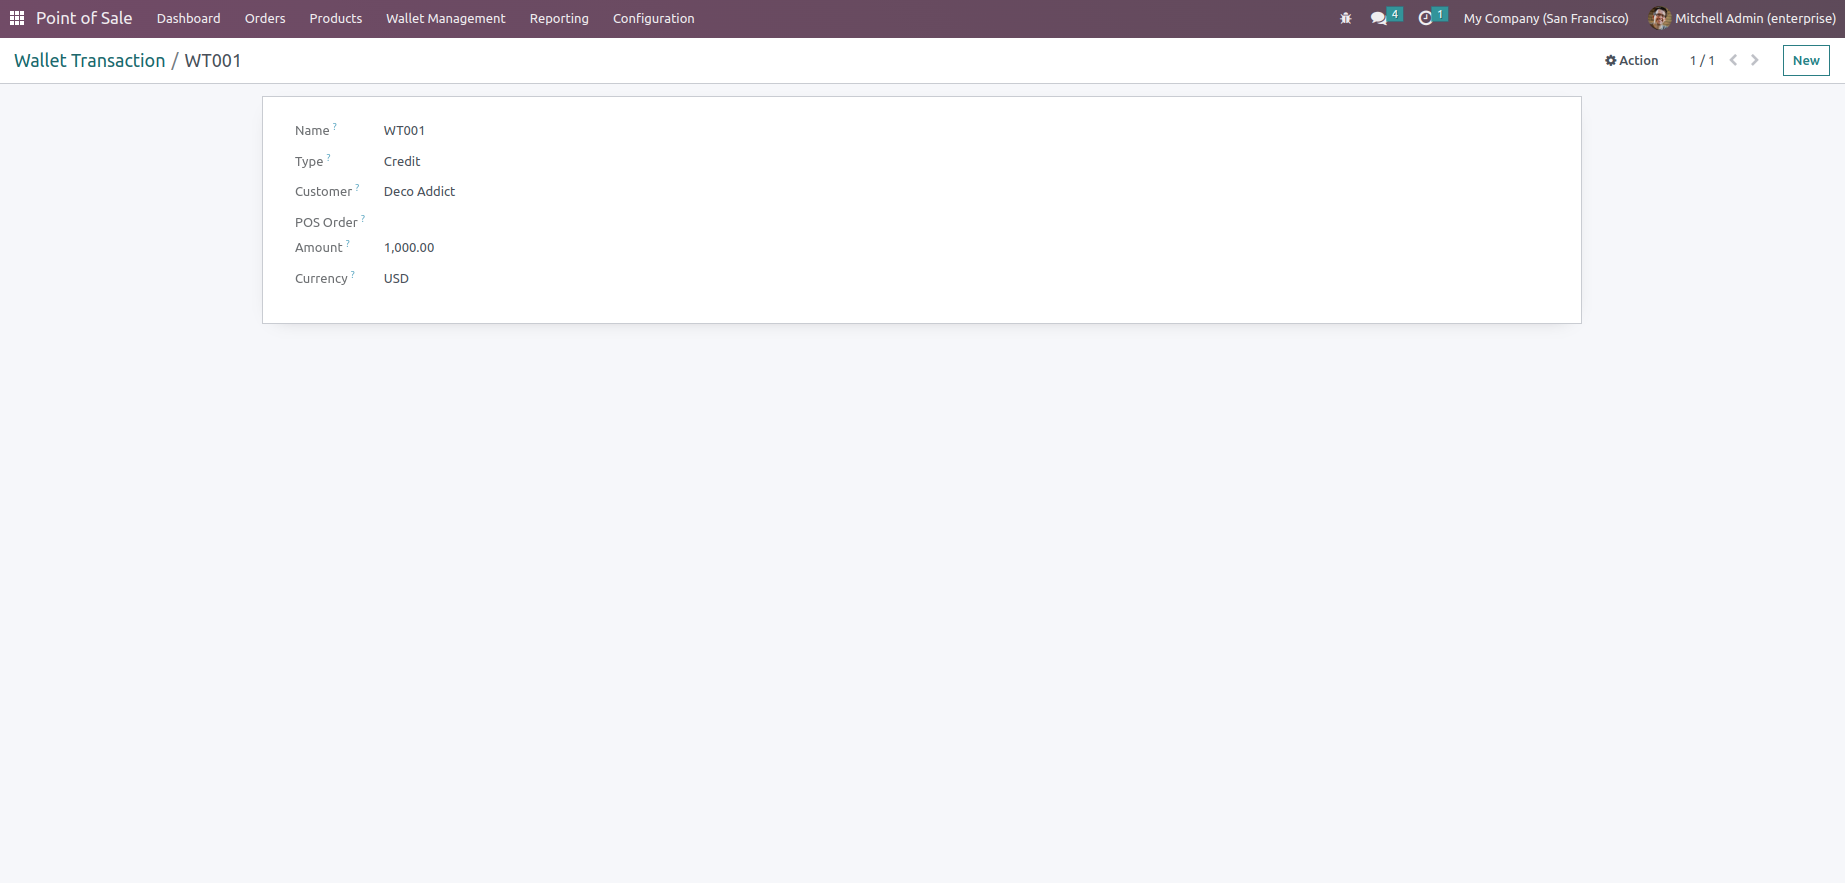 Point of Sale Dashboard Orders Products Wallet Management Reporting Configuration 4 1 My Company (San Francisco) Mitchell Admin (enterprise)
Wallet Transaction / WT001 Action 1 / 1 New
Name ? WT001
Type ? Credit
Customer ? Deco Addict
POS Order ?
Amount ? 1,000.00
Currency ? USD